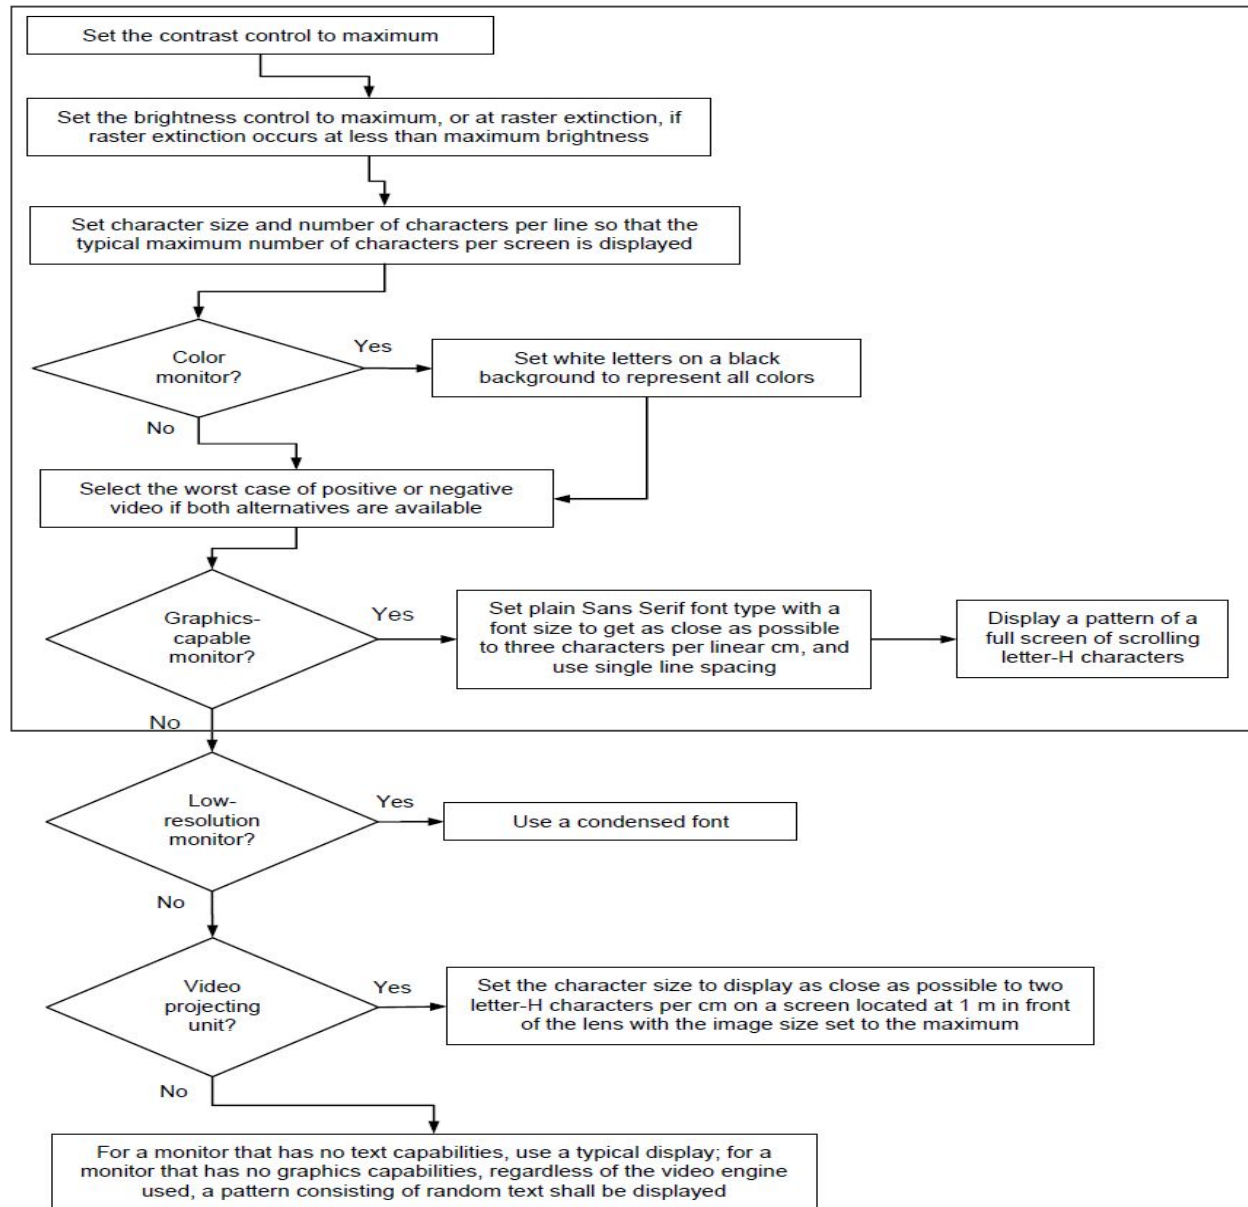 Set the contrast control to maximum
Set the brightness control to maximum, or at raster extinction, if
raster extinction occurs at less than maximum brightness
Set character size and number of characters per line so that the
typical maximum number of characters per screen is displayed
Color
monitor?
Yes
Set white letters on a black
background to represent all colors
No
Select the worst case of positive or negative
video if both alternatives are available
Graphics-
capable
monitor?
Yes
Set plain Sans Serif font type with a
font size to get as close as possible
to three characters per linear cm, and
use single line spacing
Display a pattern of a
full screen of scrolling
letter-H characters
No
Low-
resolution
monitor?
Yes
Use a condensed font
No
Video
projecting
unit?
Yes
Set the character size to display as close as possible to two
letter-H characters per cm on a screen located at 1 m in front
of the lens with the image size set to the maximum
No
For a monitor that has no text capabilities, use a typical display; for a
monitor that has no graphics capabilities, regardless of the video engine
used, a pattern consisting of random text shall be displayed